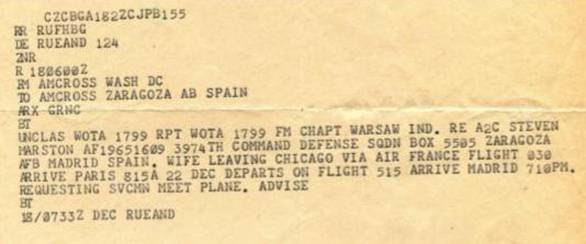 CZCBGA182ZCJPB155
RR RUFHBG
DE RUEAND 124
ZNR
R 180600Z
FM AMCROSS WASH DC
TO AMCROSS ZARAGOZA AB SPAIN
ARX GRNC
BT
UNCLAS WOTA 1799 RPT WOTA 1799 FM CHAPT WARSAW IND. RE A2C STEVEN
MARSTON AF19651609 3974TH COMMAND DEFENSE SQDN BOX 5505 ZARAGOZA
AFB MADRID SPAIN. WIFE LEAVING CHICAGO VIA AIR FRANCE FLIGHT 030
ARRIVE PARIS 815A 22 DEC DEPARTS ON FLIGHT 515 ARRIVE MADRID 710PM.
REQUESTING SVCMN MEET PLANE. ADVISE
BT
18/0733Z DEC RUEAND